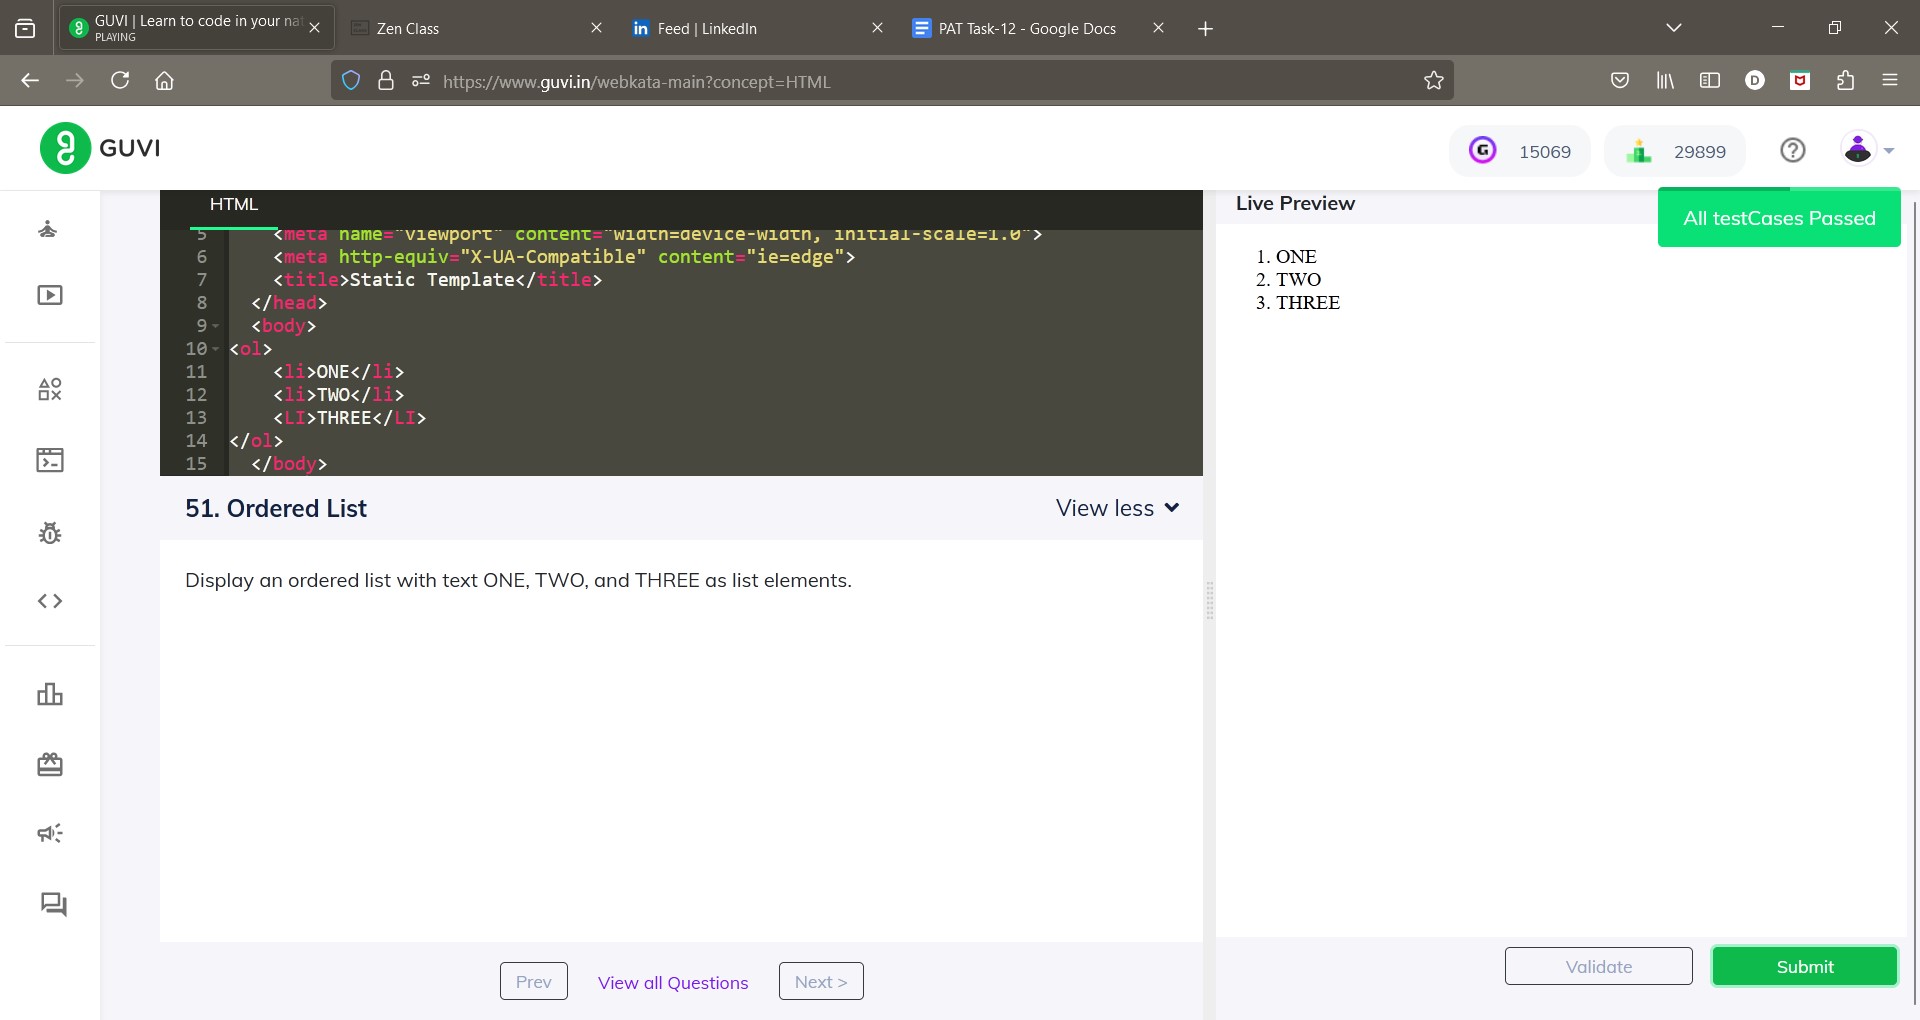 GUVI | Learn to code in your nat
PLAYING
Zen Class
Feed | LinkedIn
PAT Task-12 - Google Docs
https://www.guvi.in/webkata-main?concept=HTML
GUVI
15069
29899
HTML
Live Preview
All testCases Passed
5 <meta name="viewport" content="width=device-width, initial-scale=1.0">
6 <meta http-equiv="X-UA-Compatible" content="ie=edge">
7 <title>Static Template</title>
8 </head>
9 <body>
10 <ol>
11 <li>ONE</li>
12 <li>TWO</li>
13 <LI>THREE</LI>
14 </ol>
15 </body>
1. ONE
2. TWO
3. THREE
51. Ordered List
View less
Display an ordered list with text ONE, TWO, and THREE as list elements.
Prev
View all Questions
Next >
Validate
Submit